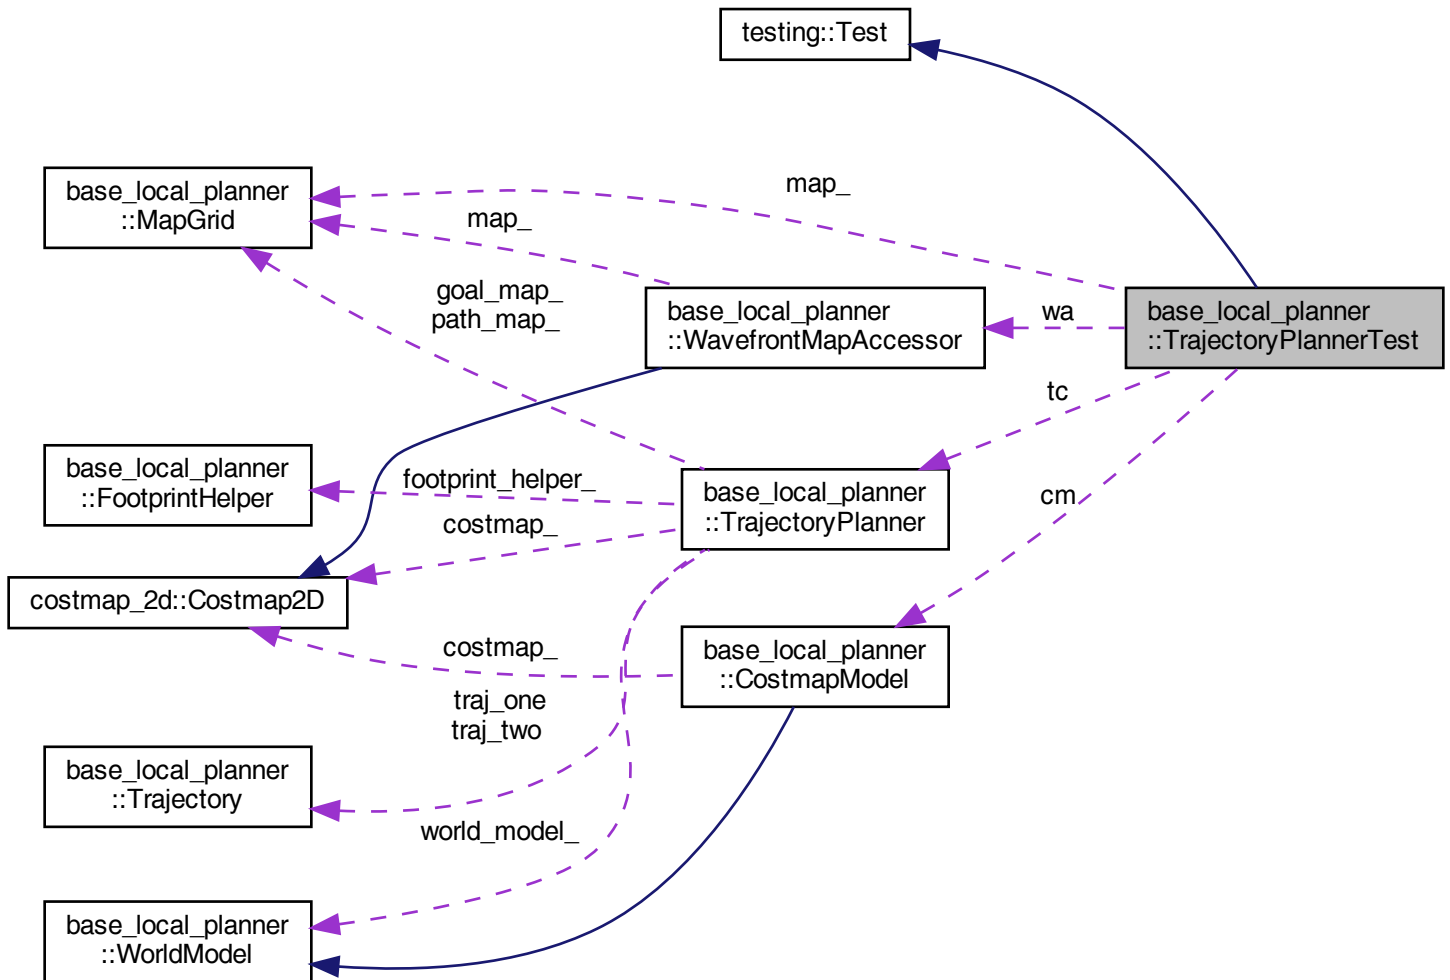 testing::Test
map_
base_local_planner
::MapGrid
map_
goal_map_
path_map_
base_local_planner
::WavefrontMapAccessor
wa
base_local_planner
::TrajectoryPlannerTest
tc
base_local_planner
::FootprintHelper
footprint_helper_
costmap_
base_local_planner
::TrajectoryPlanner
cm
costmap_2d::Costmap2D
costmap_
base_local_planner
::CostmapModel
traj_one
traj_two
base_local_planner
::Trajectory
world_model_
base_local_planner
::WorldModel